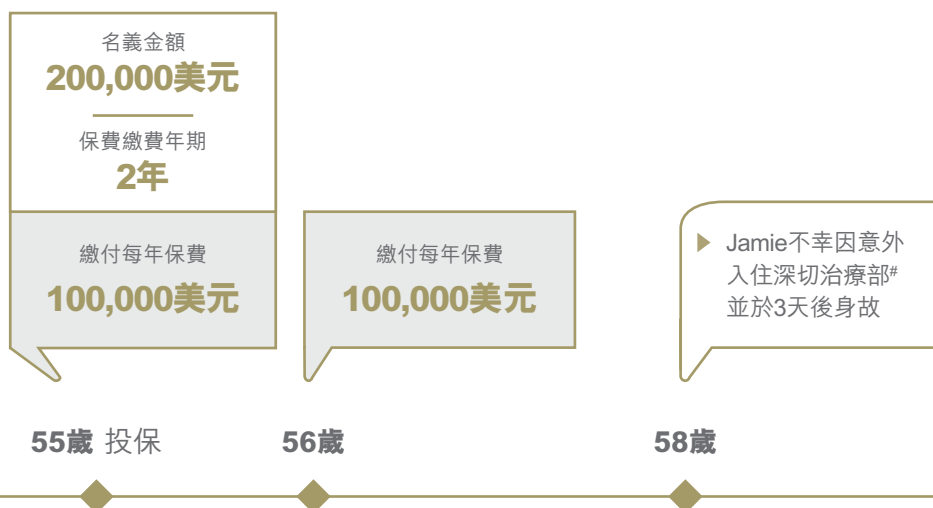 名義金額
200,000美元
保費繳費年期
2年
繳付每年保費
100,000美元
繳付每年保費
100,000美元
Jamie不幸因意外
入住深切治療部#
並於3天後身故
55歲 投保
56歲
58歲